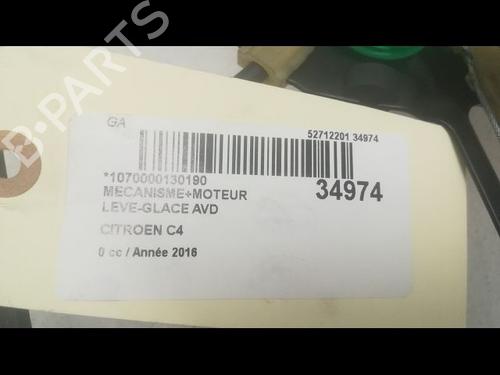 B-PARTS
GA
52712201 34974
*1070000130190
34974
MECANISME+MOTEUR
LEVE-GLACE AVD
CITROEN C4
0 cc / Année 2016